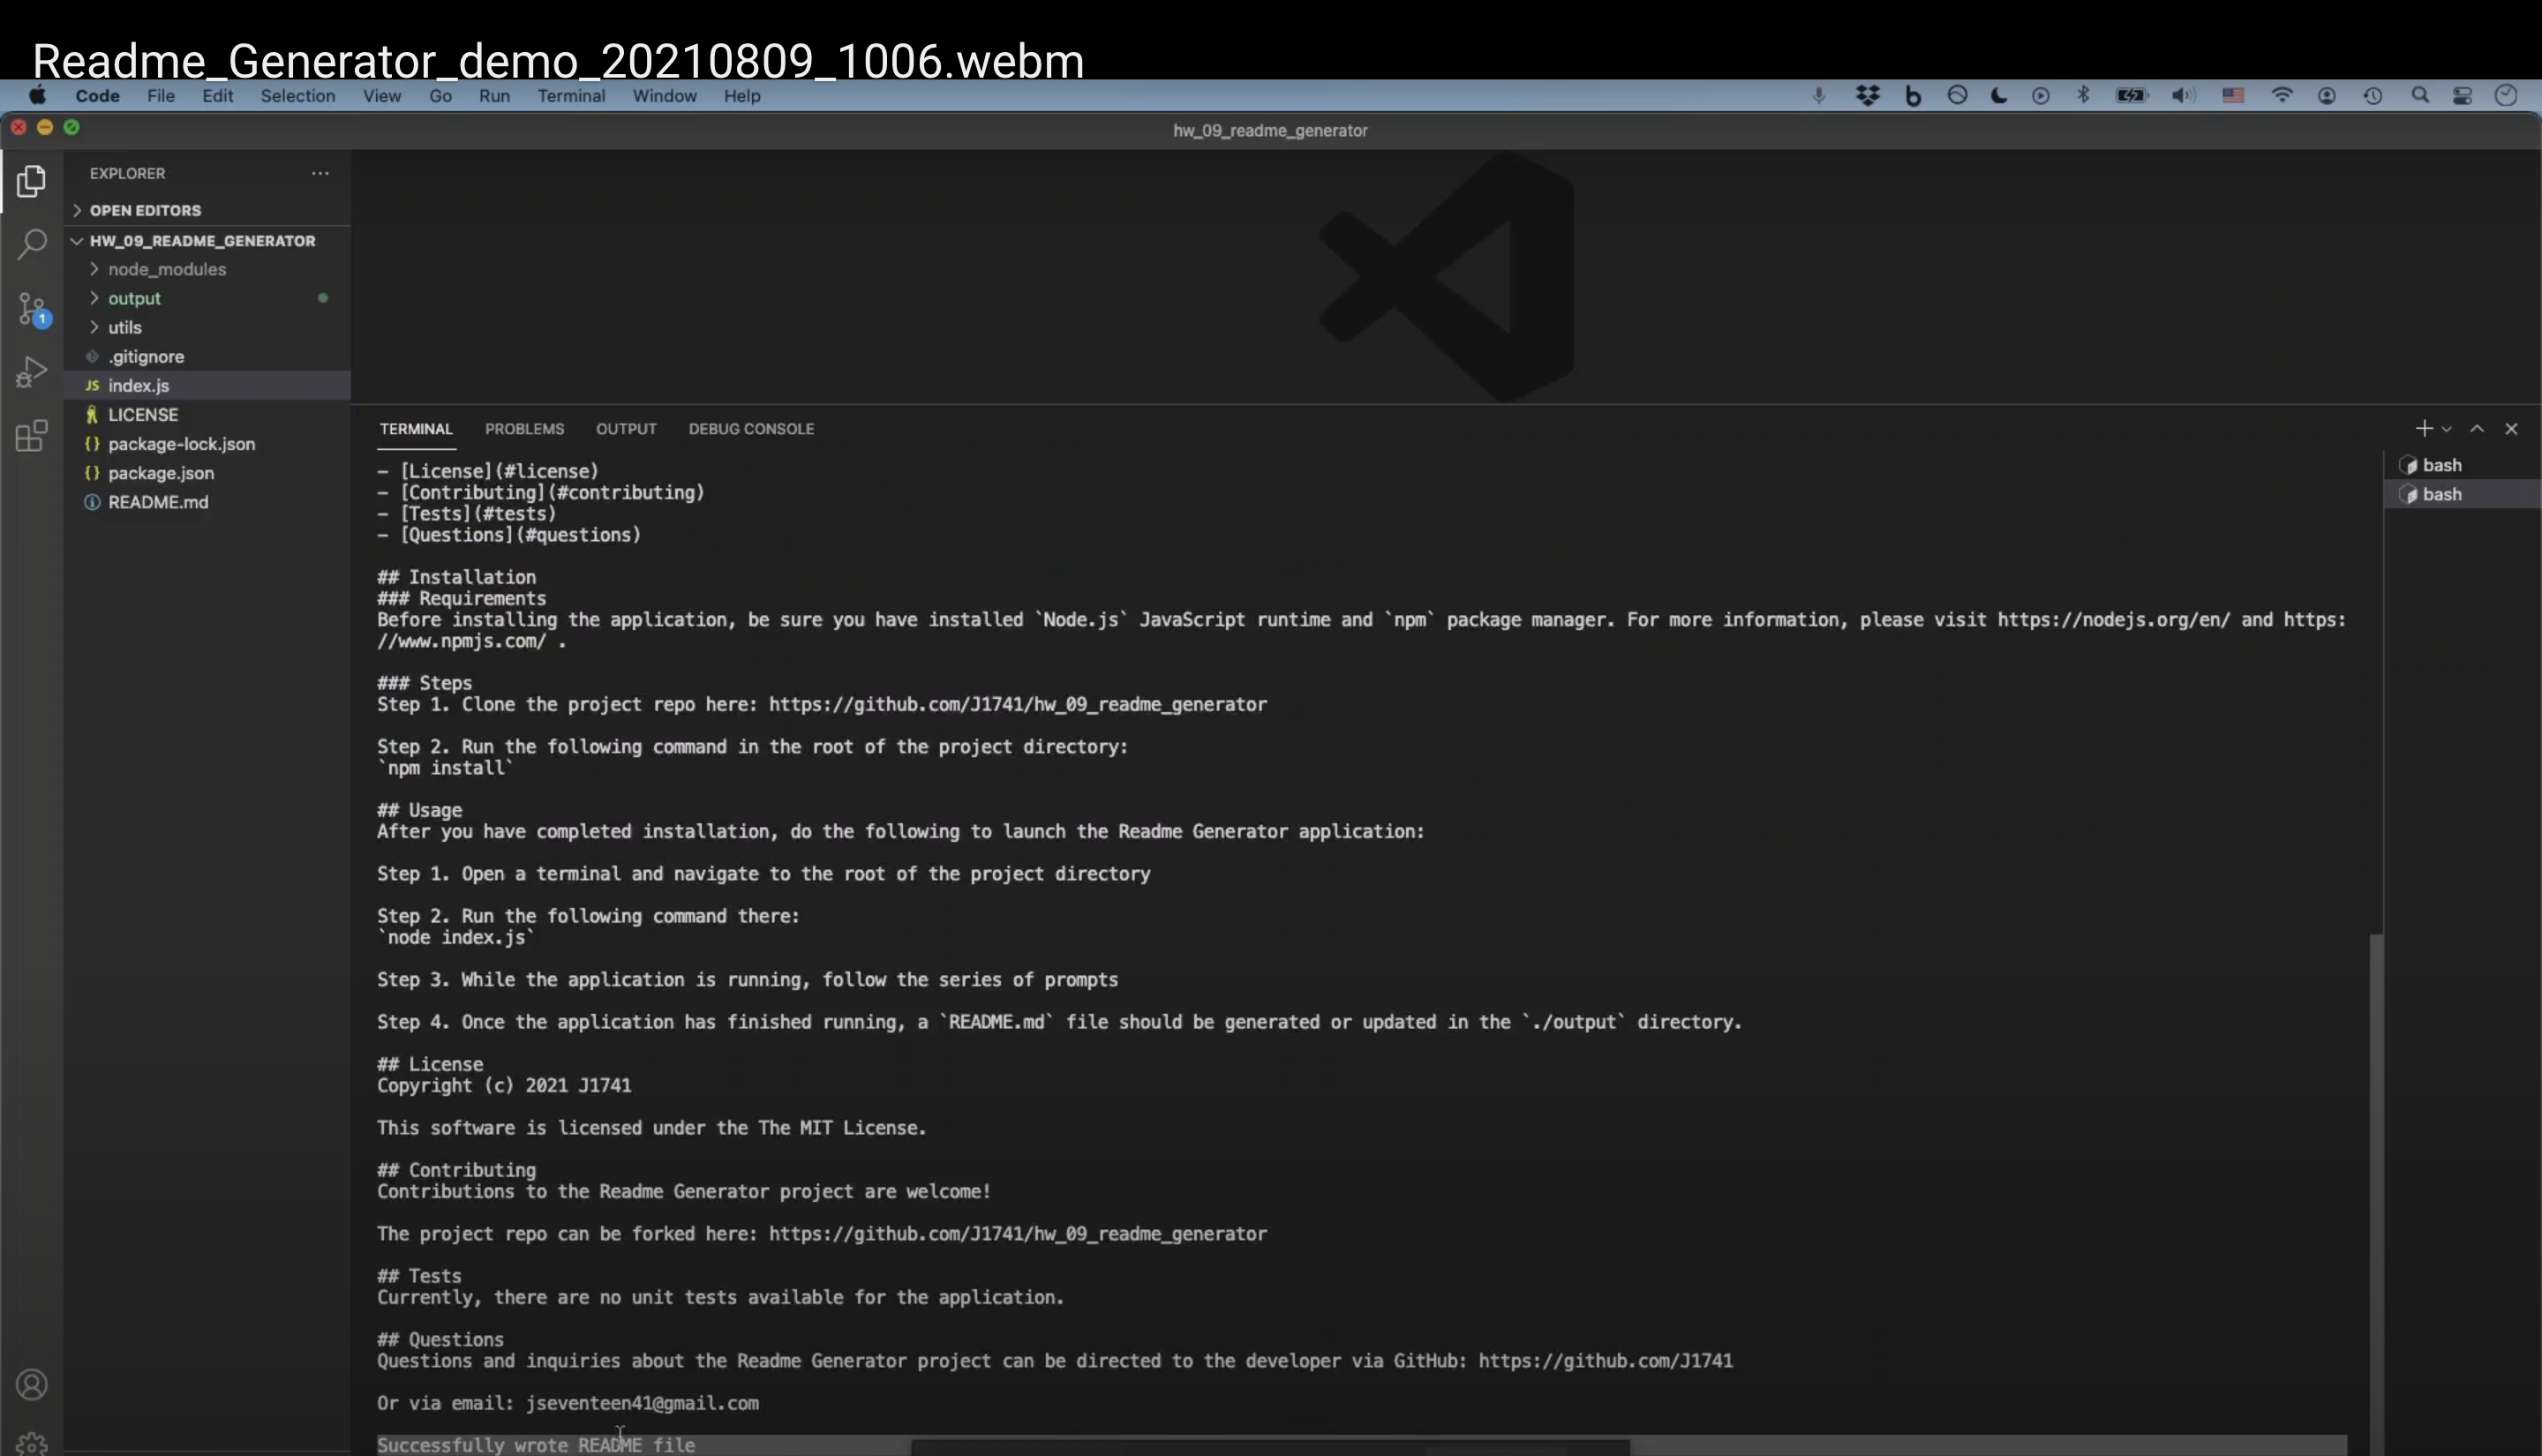 Readme_Generator_demo_20210809_1006.webm
Code File Edit Selection View Go Run Terminal Window Help
hw_09_readme_generator
EXPLORER
OPEN EDITORS
HW_09_README_GENERATOR
node_modules
output
utils
.gitignore
JS index.js
LICENSE
{} package-lock.json
{} package.json
README.md
1
TERMINAL PROBLEMS OUTPUT DEBUG CONSOLE
bash
bash
- [License](#license)
- [Contributing](#contributing)
- [Tests](#tests)
- [Questions](#questions)
## Installation
### Requirements
Before installing the application, be sure you have installed `Node.js` JavaScript runtime and `npm` package manager. For more information, please visit https://nodejs.org/en/ and https:
//www.npmjs.com/ .
### Steps
Step 1. Clone the project repo here: https://github.com/J1741/hw_09_readme_generator
Step 2. Run the following command in the root of the project directory:
`npm install`
## Usage
After you have completed installation, do the following to launch the Readme Generator application:
Step 1. Open a terminal and navigate to the root of the project directory
Step 2. Run the following command there:
`node index.js`
Step 3. While the application is running, follow the series of prompts
Step 4. Once the application has finished running, a `README.md` file should be generated or updated in the `./output` directory.
## License
Copyright (c) 2021 J1741
This software is licensed under the The MIT License.
## Contributing
Contributions to the Readme Generator project are welcome!
The project repo can be forked here: https://github.com/J1741/hw_09_readme_generator
## Tests
Currently, there are no unit tests available for the application.
## Questions
Questions and inquiries about the Readme Generator project can be directed to the developer via GitHub: https://github.com/J1741
Or via email: jseventeen41@gmail.com
Successfully wrote README file